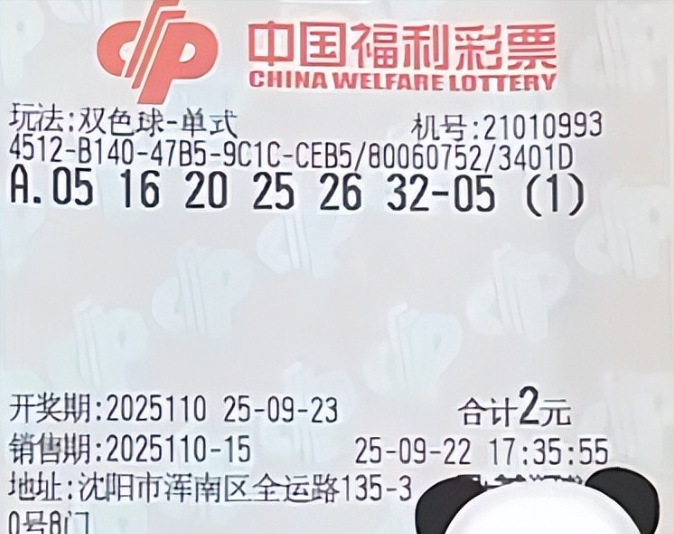 中国福利彩票
CHINA WELFARE LOTTERY
玩法:双色球-单式 机号:21010993
4512-B140-47B5-9C1C-CEB5/80060752/3401D
A.05 16 20 25 26 32-05 (1)
开奖期:2025110 25-09-23 合计2元
销售期:2025110-15 25-09-22 17:35:55
地址:沈阳市浑南区全运路135-3
0号8门